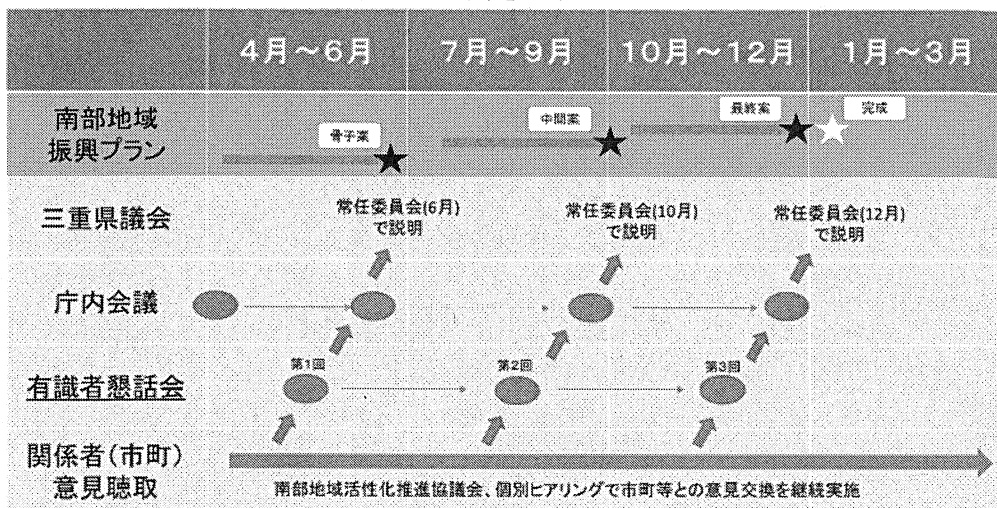 4月～6月
7月～9月
10月～12月
1月～3月
南部地域
振興プラン
骨子案
中間案
最終案
完成
三重県議会
常任委員会(6月)
で説明
常任委員会(10月)
で説明
常任委員会(12月)
で説明
庁内会議
有識者懇話会
第1回
第2回
第3回
関係者(市町)
意見聴取
南部地域活性化推進協議会、個別ヒアリングで市町等との意見交換を継続実施